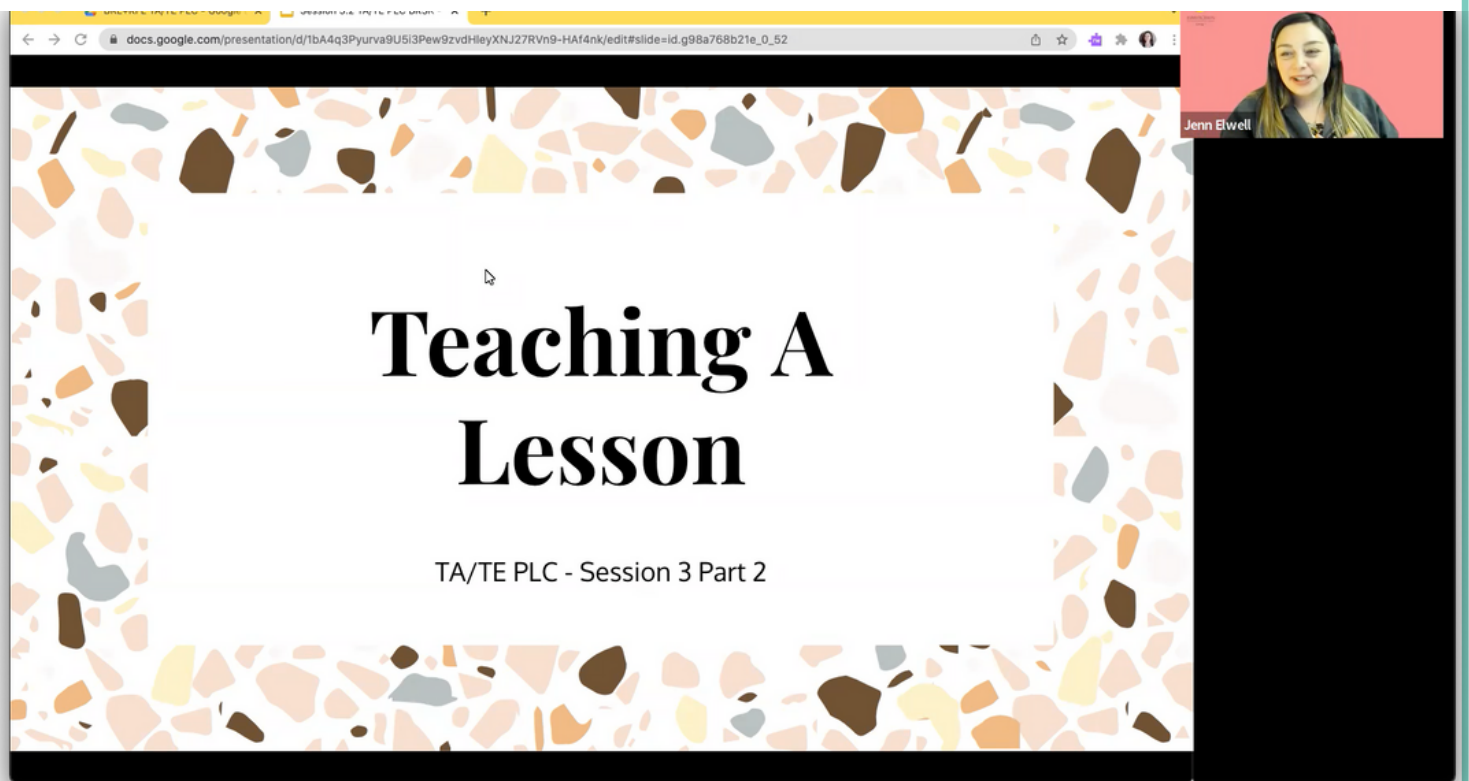 docs.google.com/presentation/d/1bA4q3Pyurva9U5i3Pew9zvdHleyXNJ27RVn9-HAf4nk/edit#slide=id.g98a768b21e_0_52
Jenn Elwell
Teaching A
Lesson
TA/TE PLC - Session 3 Part 2